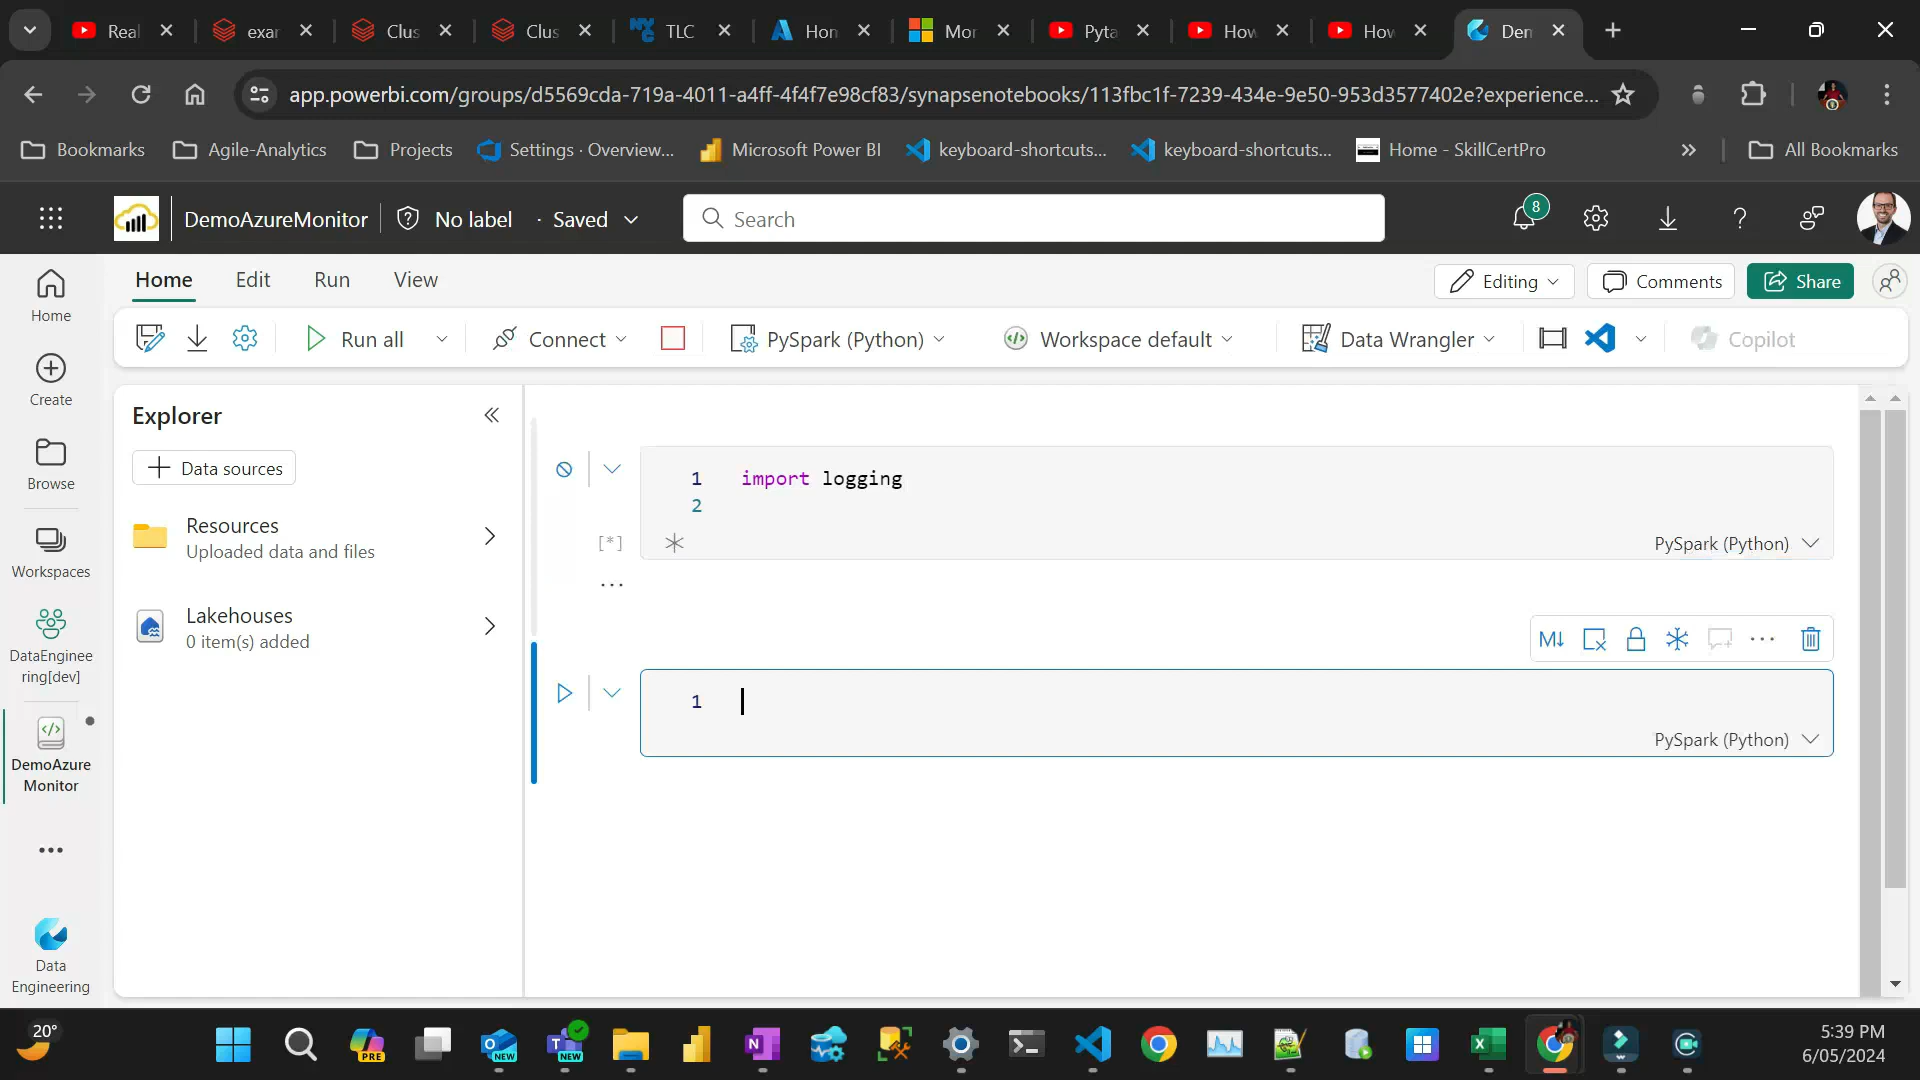 Real
exar
Clus
Clus
TLC
Hon
Mor
Pyta
How
How
Den
app.powerbi.com/groups/d5569cda-719a-4011-a4ff-4f4f7e98cf83/synapsenotebooks/113fbc1f-7239-434e-9e50-953d3577402e?experience...
Bookmarks
Agile-Analytics
Projects
Settings · Overview...
Microsoft Power BI
keyboard-shortcuts...
keyboard-shortcuts...
Home - SkillCertPro
All Bookmarks
DemoAzureMonitor
No label · Saved
Search
8
Home Edit Run View
Editing
Comments
Share
Run all
Connect
PySpark (Python)
Workspace default
Data Wrangler
Copilot
Home
Create
Browse
Workspaces
DataEnginee
ring[dev]
DemoAzure
Monitor
Data
Engineering
Explorer
Data sources
Resources
Uploaded data and files
Lakehouses
0 item(s) added
1 import logging
2
[*]
PySpark (Python)
M↓
1
PySpark (Python)
20°
PRE
NEW
NEW
5:39 PM
6/05/2024